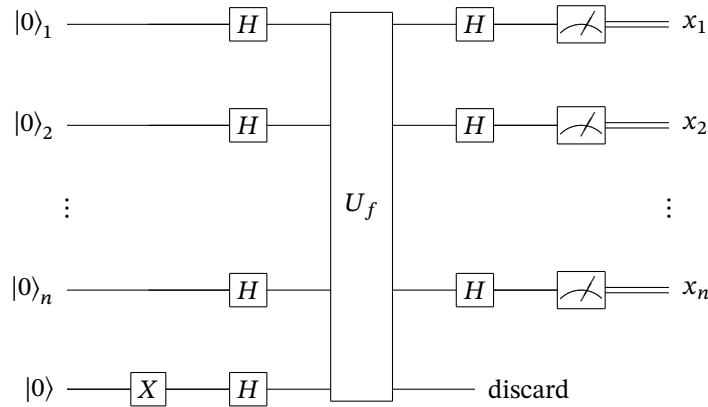 |0⟩₁ H H x₁
|0⟩₂ H H x₂
⋮ U_f ⋮
|0⟩ₙ H H xₙ
|0⟩ X H discard